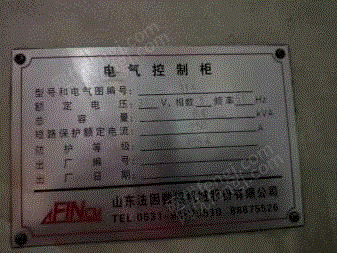 电气控制柜
型号和电气图编号:
额定电压: V,相数 频率 Hz
总容量: kVA
短路保护额定电流: A
防护等级
出厂编号
出厂日期
FINCM 山东法因数控机械股份有限公司
TEL 0531-